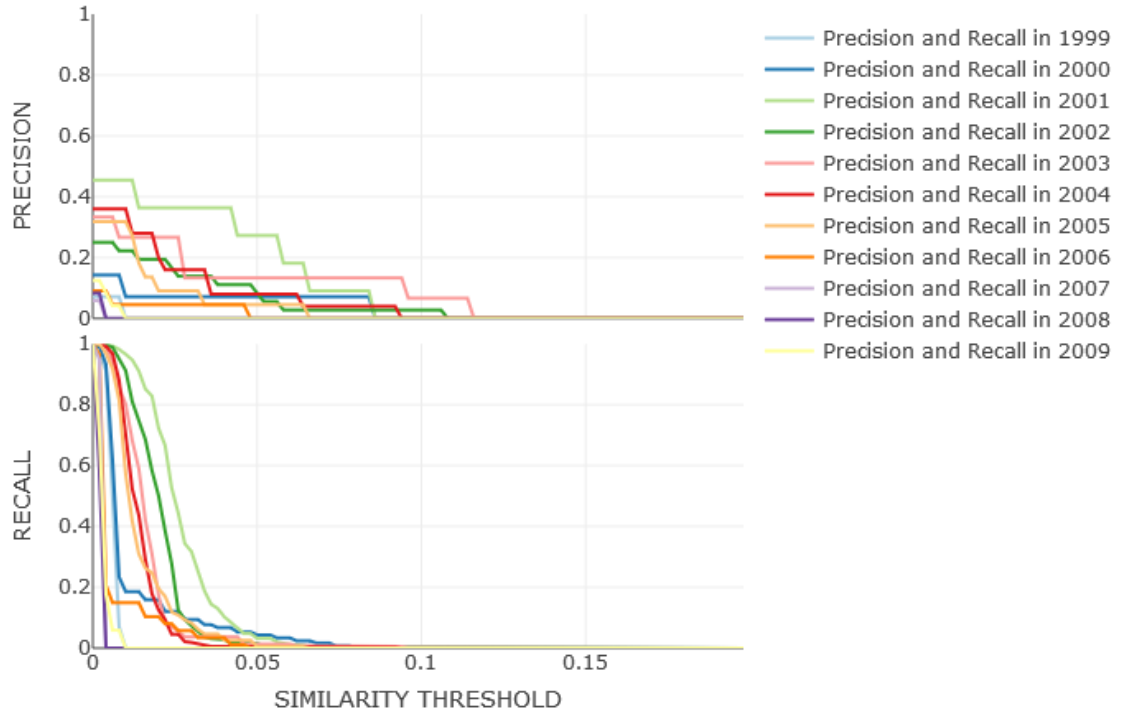 1
0.8
0.6
0.4
0.2
0
PRECISION
1
0.8
0.6
0.4
0.2
0
RECALL
0 0.05 0.1 0.15
SIMILARITY THRESHOLD
Precision and Recall in 1999
Precision and Recall in 2000
Precision and Recall in 2001
Precision and Recall in 2002
Precision and Recall in 2003
Precision and Recall in 2004
Precision and Recall in 2005
Precision and Recall in 2006
Precision and Recall in 2007
Precision and Recall in 2008
Precision and Recall in 2009